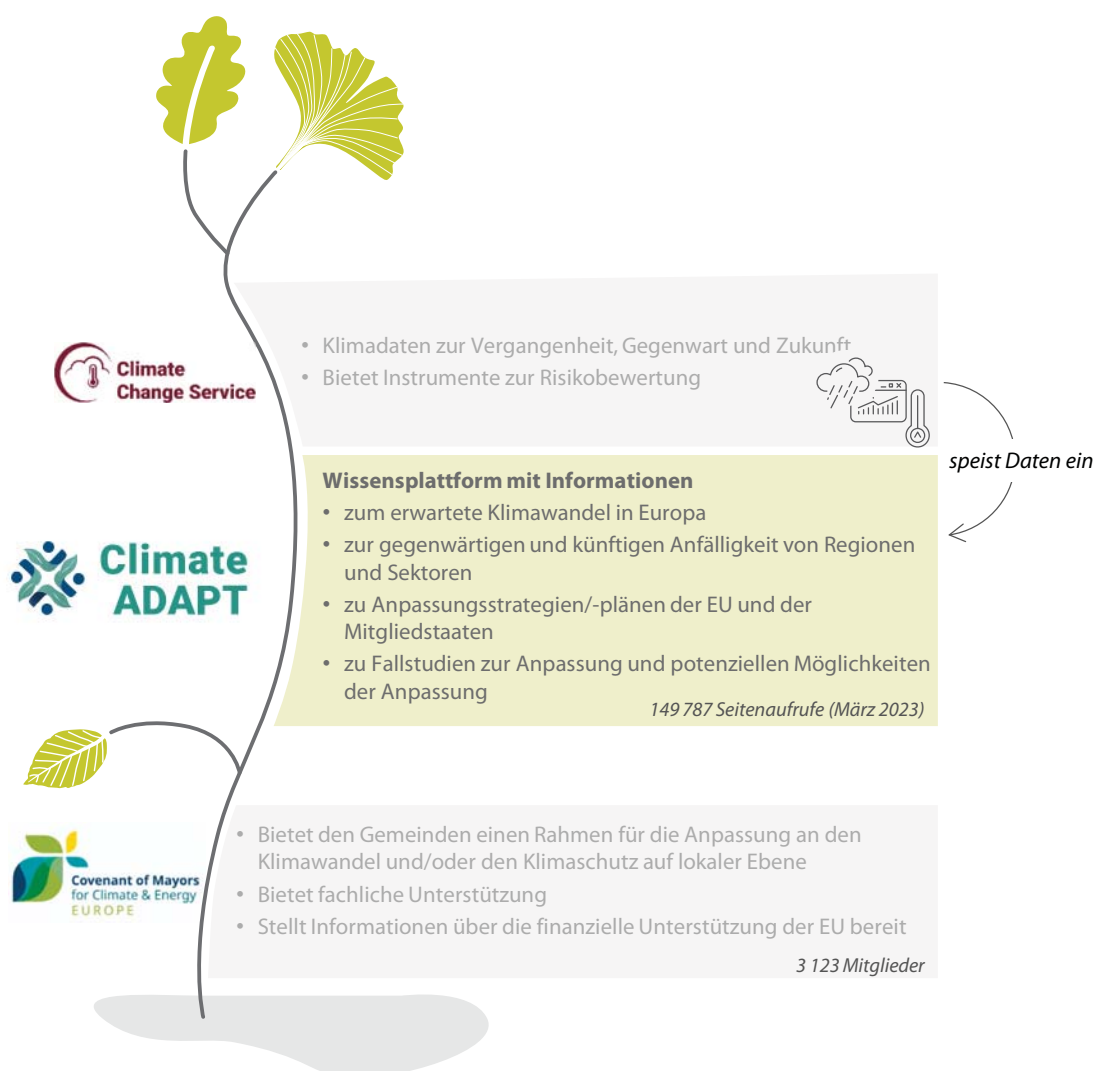 Climate
Change Service
• Klimadaten zur Vergangenheit, Gegenwart und Zukunft
• Bietet Instrumente zur Risikobewertung
speist Daten ein
Climate
ADAPT
Wissensplattform mit Informationen
• zum erwartete Klimawandel in Europa
• zur gegenwärtigen und künftigen Anfälligkeit von Regionen
und Sektoren
• zu Anpassungsstrategien/-plänen der EU und der
Mitgliedstaaten
• zu Fallstudien zur Anpassung und potenziellen Möglichkeiten
der Anpassung
149 787 Seitenaufrufe (März 2023)
Covenant of Mayors
for Climate & Energy
EUROPE
• Bietet den Gemeinden einen Rahmen für die Anpassung an den
Klimawandel und/oder den Klimaschutz auf lokaler Ebene
• Bietet fachliche Unterstützung
• Stellt Informationen über die finanzielle Unterstützung der EU bereit
3 123 Mitglieder